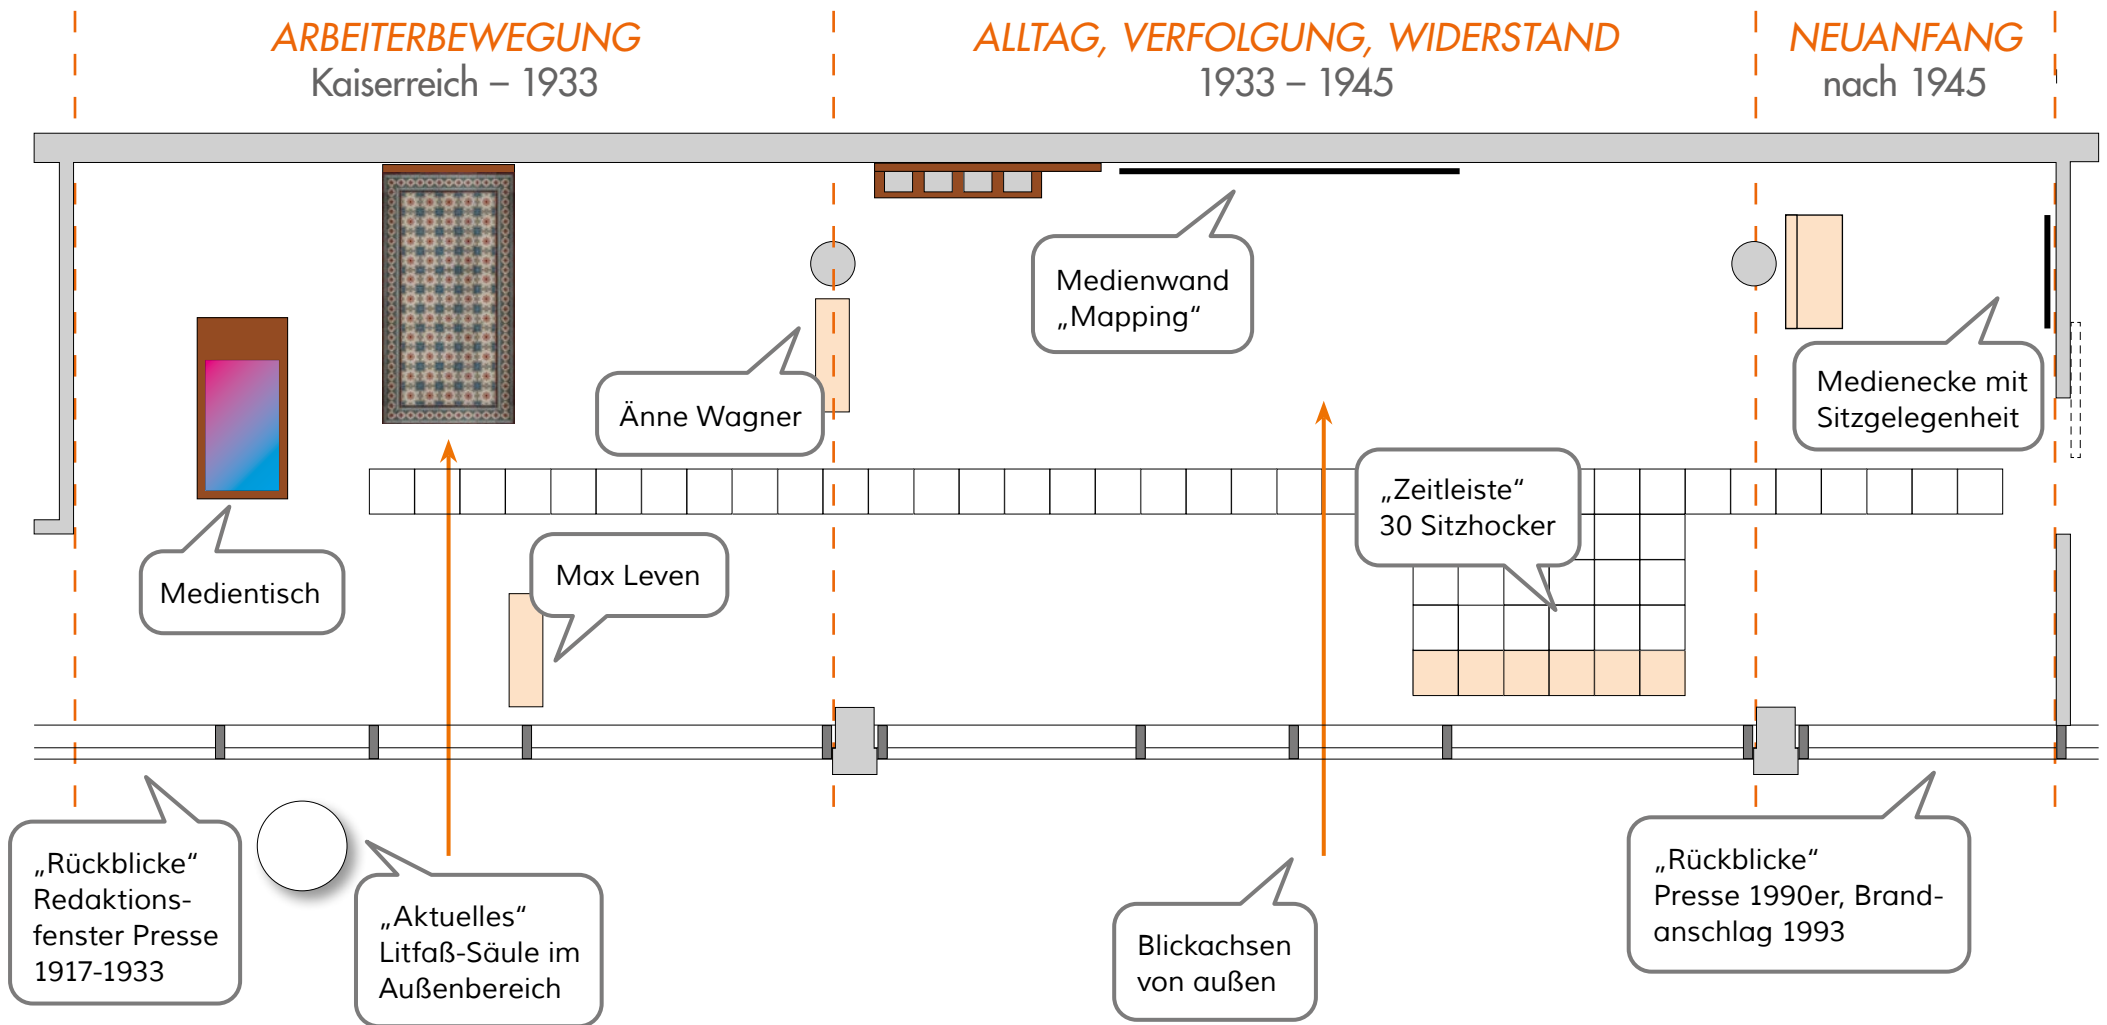 ARBEITERBEWEGUNG
Kaiserreich – 1933
ALLTAG, VERFOLGUNG, WIDERSTAND
1933 – 1945
NEUANFANG
nach 1945
Medienwand
„Mapping“
Änne Wagner
Medienecke mit
Sitzgelegenheit
„Zeitleiste“
30 Sitzhocker
Medientisch
Max Leven
„Rückblicke“
Redaktions-
fenster Presse
1917-1933
„Aktuelles“
Litfaß-Säule im
Außenbereich
Blickachsen
von außen
„Rückblicke“
Presse 1990er, Brand-
anschlag 1993